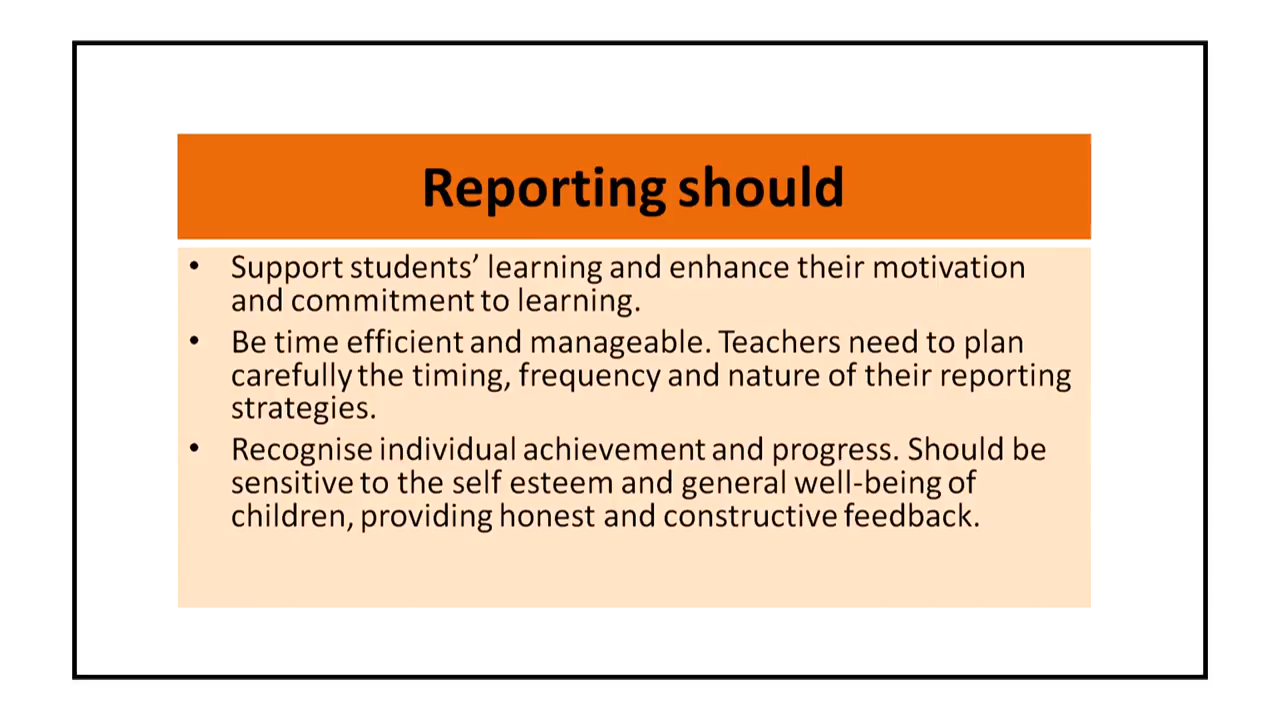 Reporting should
• Support students’ learning and enhance their motivation
and commitment to learning.
• Be time efficient and manageable. Teachers need to plan
carefully the timing, frequency and nature of their reporting
strategies.
• Recognise individual achievement and progress. Should be
sensitive to the self esteem and general well-being of
children, providing honest and constructive feedback.